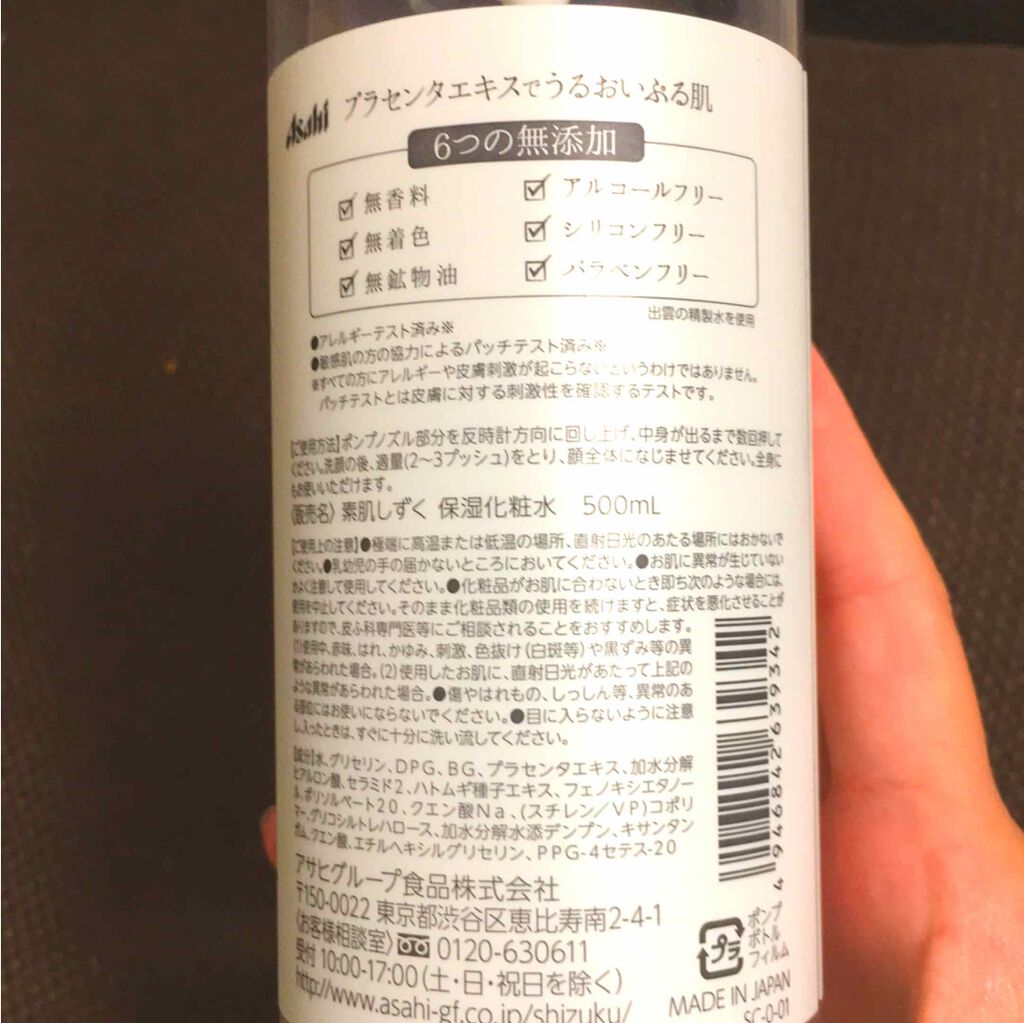 Asahi プラセンタエキスでうるおいぷる肌
6つの無添加
無香料 アルコールフリー
無着色 シリコンフリー
無鉱物油 パラベンフリー
出雲の精製水を使用
●アレルギーテスト済み※
●敏感肌の方の協力によるパッチテスト済み※
※すべての方にアレルギーや皮膚刺激が起こらないというわけではありません。
パッチテストとは皮膚に対する刺激性を確認するテストです。
【ご使用方法】ポンプノズル部分を反時計方向に回し上げ、中身が出るまで数回押して
ください。洗顔の後、適量(2〜3プッシュ)をとり、顔全体になじませてください。全身に
もお使いいただけます。
〈販売名〉素肌しずく 保湿化粧水 500mL
【ご使用上の注意】●極端に高温または低温の場所、直射日光のあたる場所にはおかないで
ください。●乳幼児の手の届かないところにおいてください。●お肌に異常が生じていない
かよく注意して使用してください。●化粧品がお肌に合わないとき即ち次のような場合には、
使用を中止してください。そのまま化粧品類の使用を続けますと、症状を悪化させることが
ありますので、皮ふ科専門医等にご相談されることをおすすめします。
(1)使用中、赤味、はれ、かゆみ、刺激、色抜け(白斑等)や黒ずみ等の異
常があらわれた場合。(2)使用したお肌に、直射日光があたって上記の
ような異常があらわれた場合。●傷やはれもの、しっしん等、異常のあ
る部位にはお使いにならないでください。●目に入らないように注意
し、入ったときは、すぐに十分に洗い流してください。
【成分】水、グリセリン、DPG、BG、プラセンタエキス、加水分解
ヒアルロン酸、セラミド2、ハトムギ種子エキス、フェノキシエタノー
ル、ポリソルベート20、クエン酸Na、(スチレン/VP)コポリ
マー、グリコシルトレハロース、加水分解水添デンプン、キサンタン
ガム、クエン酸、エチルヘキシルグリセリン、PPG-4セテス-20
アサヒグループ食品株式会社
〒150-0022 東京都渋谷区恵比寿南2-4-1
〈お客様相談室〉 0120-630611
受付 10:00-17:00(土・日・祝日を除く)
http://www.asahi-gf.co.jp/shizuku/
4946842639342
プラ
ポンプ
ボトル
フィルム
MADE IN JAPAN
SC-0-01